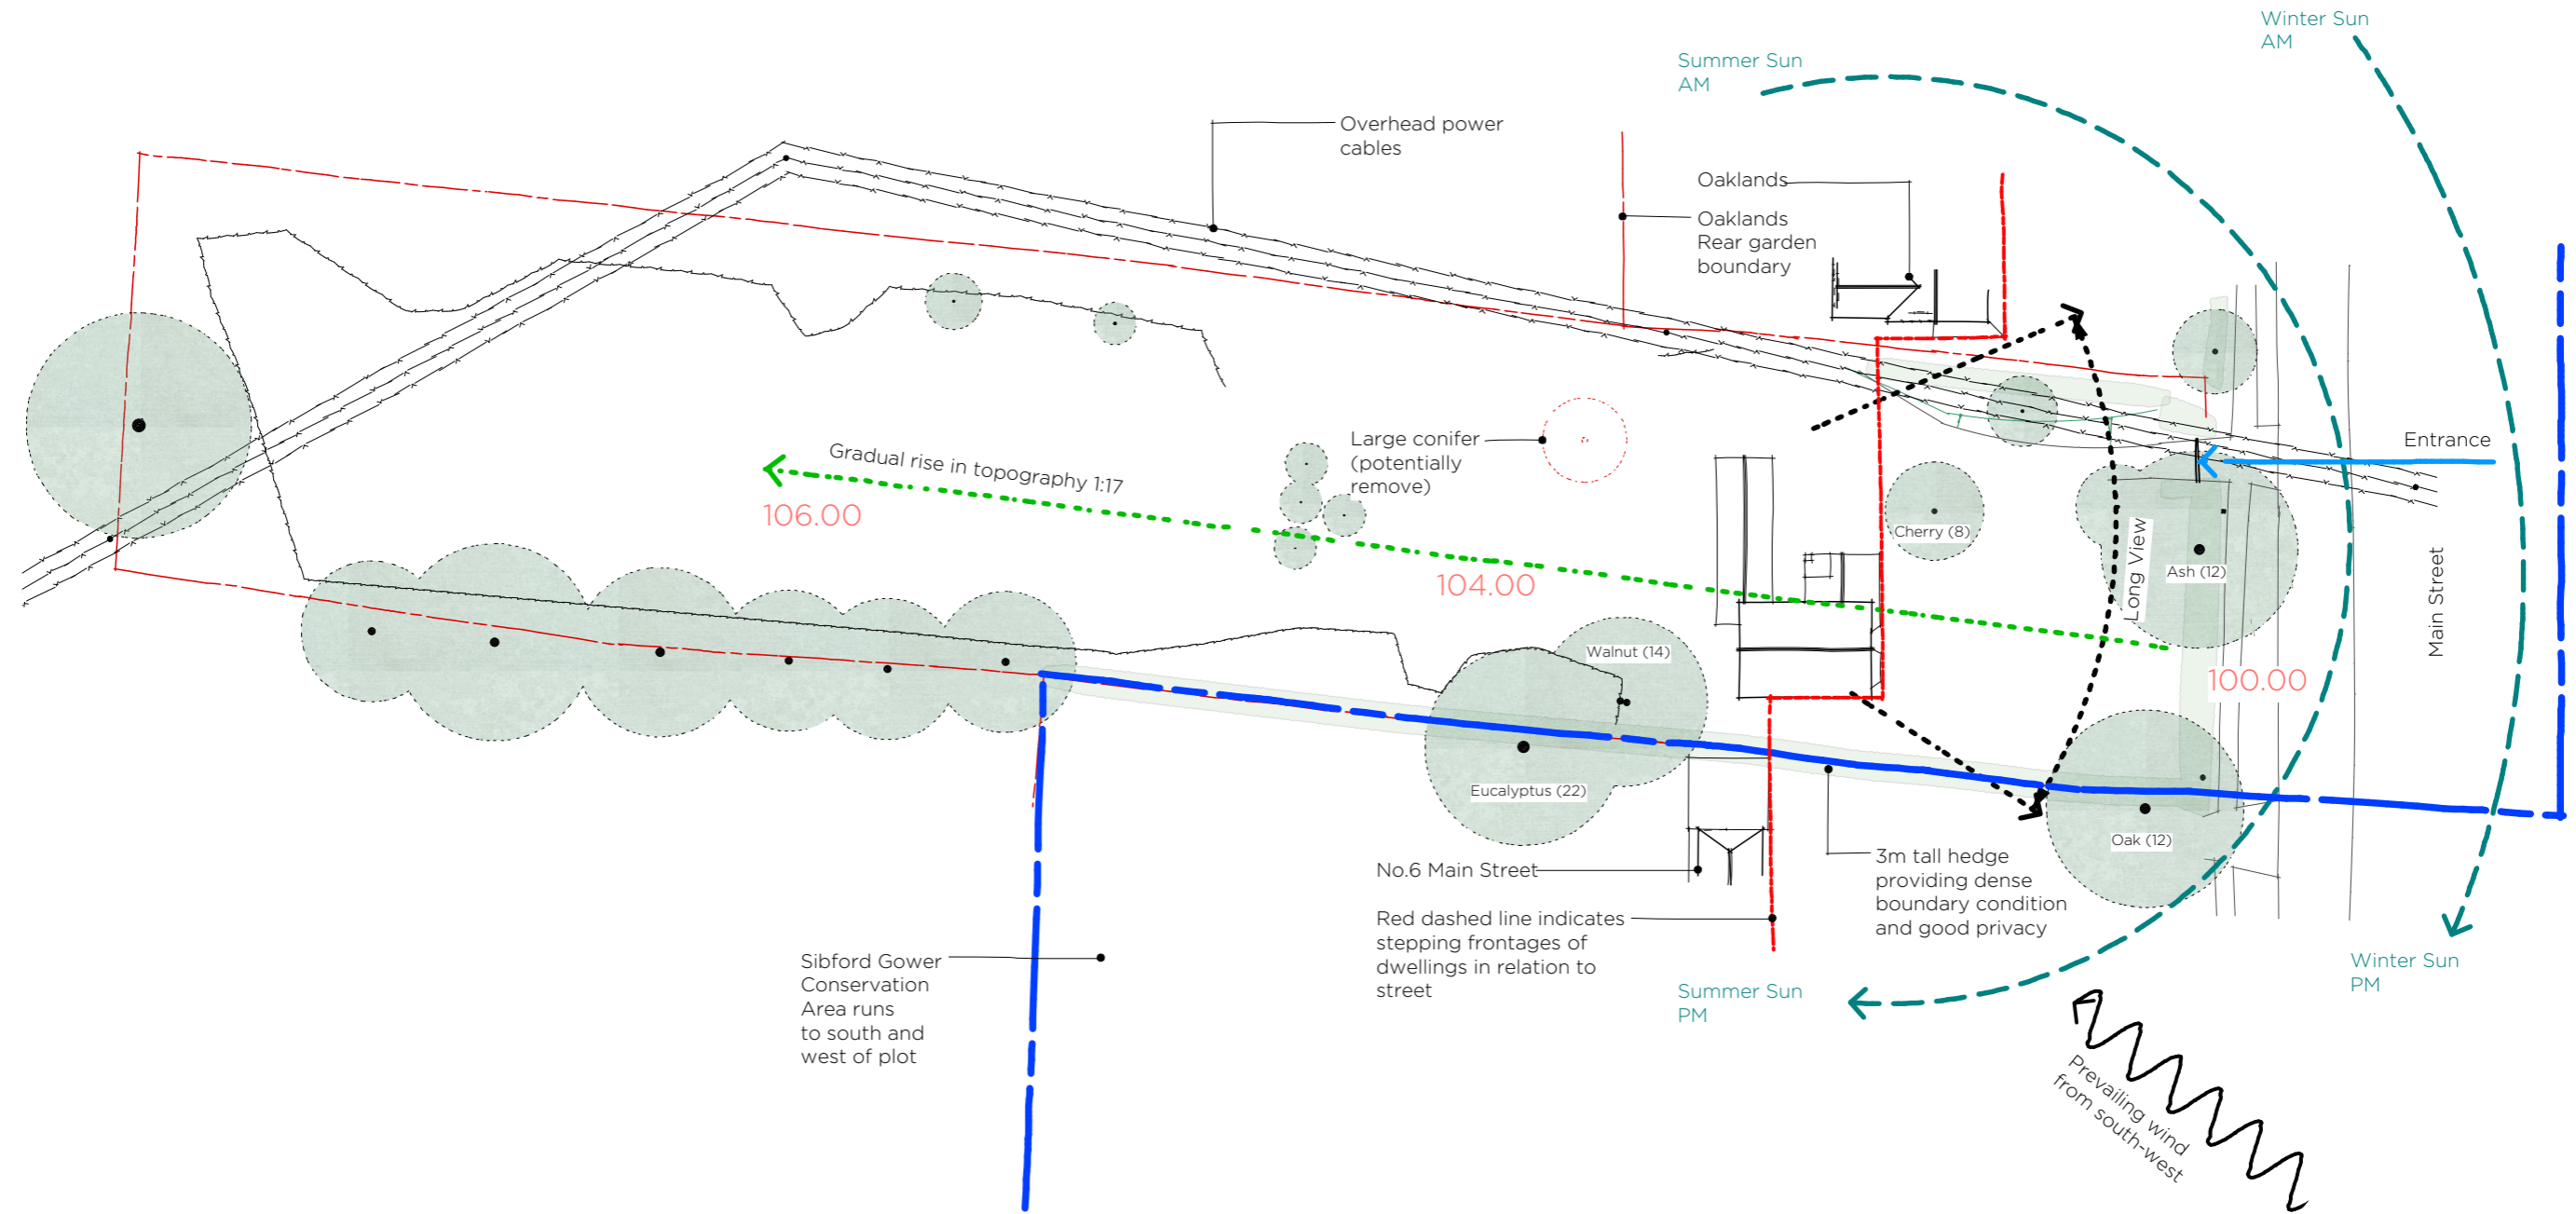 Winter Sun
AM
Summer Sun
AM
Overhead power
cables
Oaklands
Oaklands
Rear garden
boundary
Entrance
Large conifer
(potentially
remove)
Gradual rise in topography 1:17
106.00
Cherry (8)
Long View
Ash (12)
Main Street
104.00
Walnut (14)
100.00
Eucalyptus (22)
Oak (12)
No.6 Main Street
3m tall hedge
providing dense
boundary condition
and good privacy
Red dashed line indicates
stepping frontages of
dwellings in relation to
street
Sibford Gower
Conservation
Area runs
to south and
west of plot
Winter Sun
PM
Summer Sun
PM
Prevailing wind
from south-west